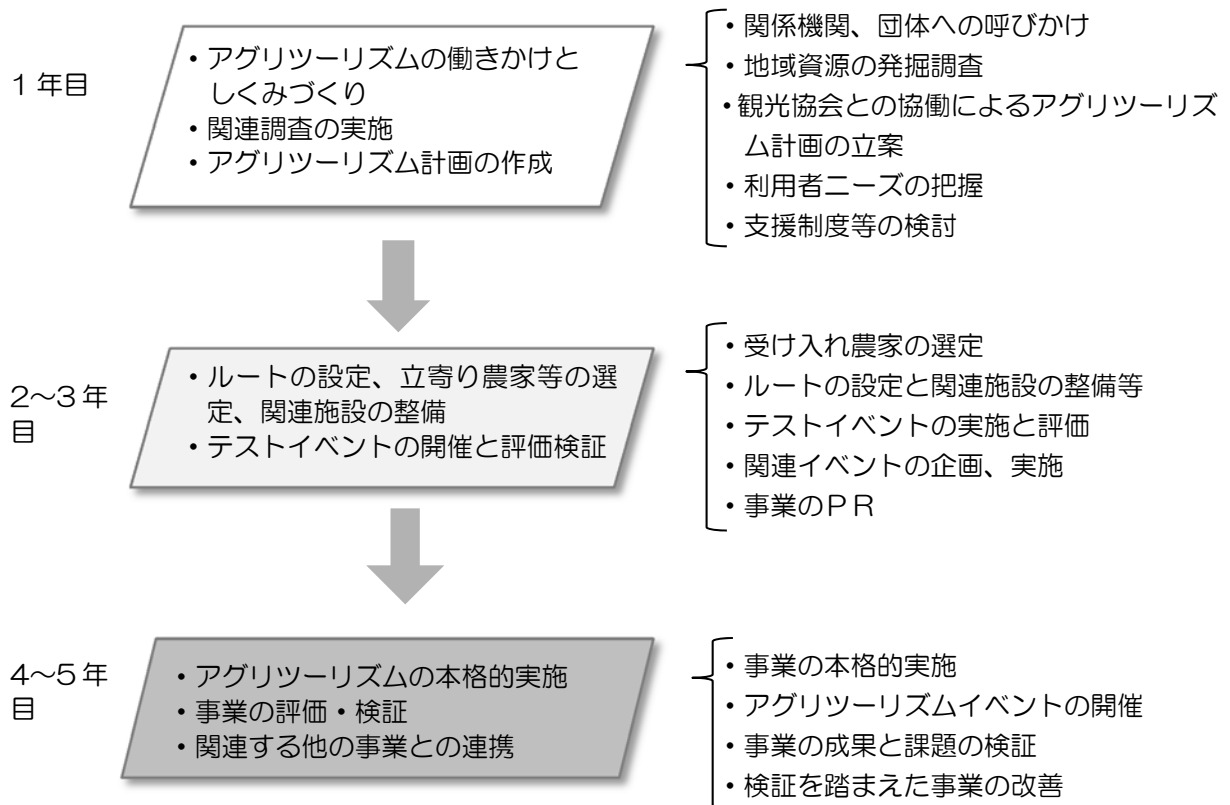 1年目
・アグリツーリズムの働きかけと
しくみづくり
・関連調査の実施
・アグリツーリズム計画の作成
・関係機関、団体への呼びかけ
・地域資源の発掘調査
・観光協会との協働によるアグリツーリズ
ム計画の立案
・利用者ニーズの把握
・支援制度等の検討
2~3年
目
・ルートの設定、立寄り農家等の選
定、関連施設の整備
・テストイベントの開催と評価検証
・受け入れ農家の選定
・ルートの設定と関連施設の整備等
・テストイベントの実施と評価
・関連イベントの企画、実施
・事業のPR
4~5年
目
・アグリツーリズムの本格的実施
・事業の評価・検証
・関連する他の事業との連携
・事業の本格的実施
・アグリツーリズムイベントの開催
・事業の成果と課題の検証
・検証を踏まえた事業の改善